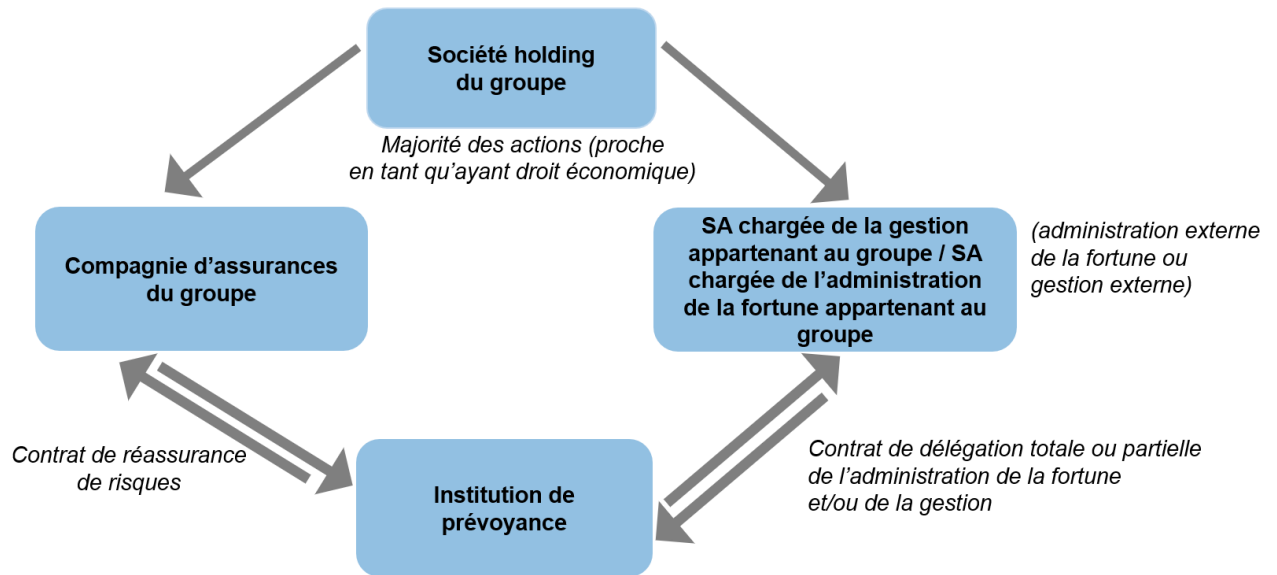 Société holding
du groupe
Majorité des actions (proche
en tant qu’ayant droit économique)
Compagnie d’assurances
du groupe
SA chargée de la gestion
appartenant au groupe / SA
chargée de l’administration
de la fortune appartenant au
groupe
(administration externe
de la fortune ou
gestion externe)
Contrat de réassurance
de risques
Institution de
prévoyance
Contrat de délégation totale ou partielle
de l’administration de la fortune
et/ou de la gestion